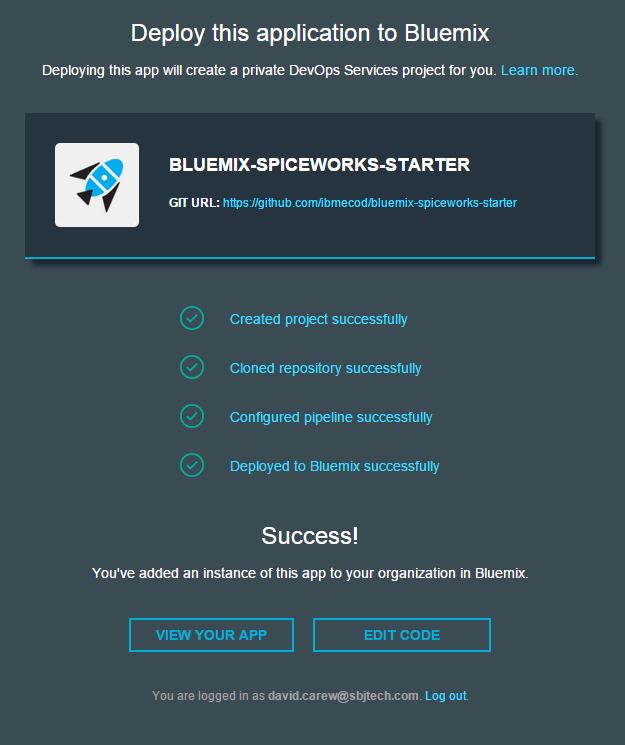 Deploy this application to Bluemix
Deploying this app will create a private DevOps Services project for you. Learn more.
BLUEMIX-SPICEWORKS-STARTER
GIT URL: https://github.com/ibmecod/bluemix-spiceworks-starter
Created project successfully
Cloned repository successfully
Configured pipeline successfully
Deployed to Bluemix successfully
Success!
You've added an instance of this app to your organization in Bluemix.
VIEW YOUR APP EDIT CODE
You are logged in as david.carew@sbjtech.com. Log out.